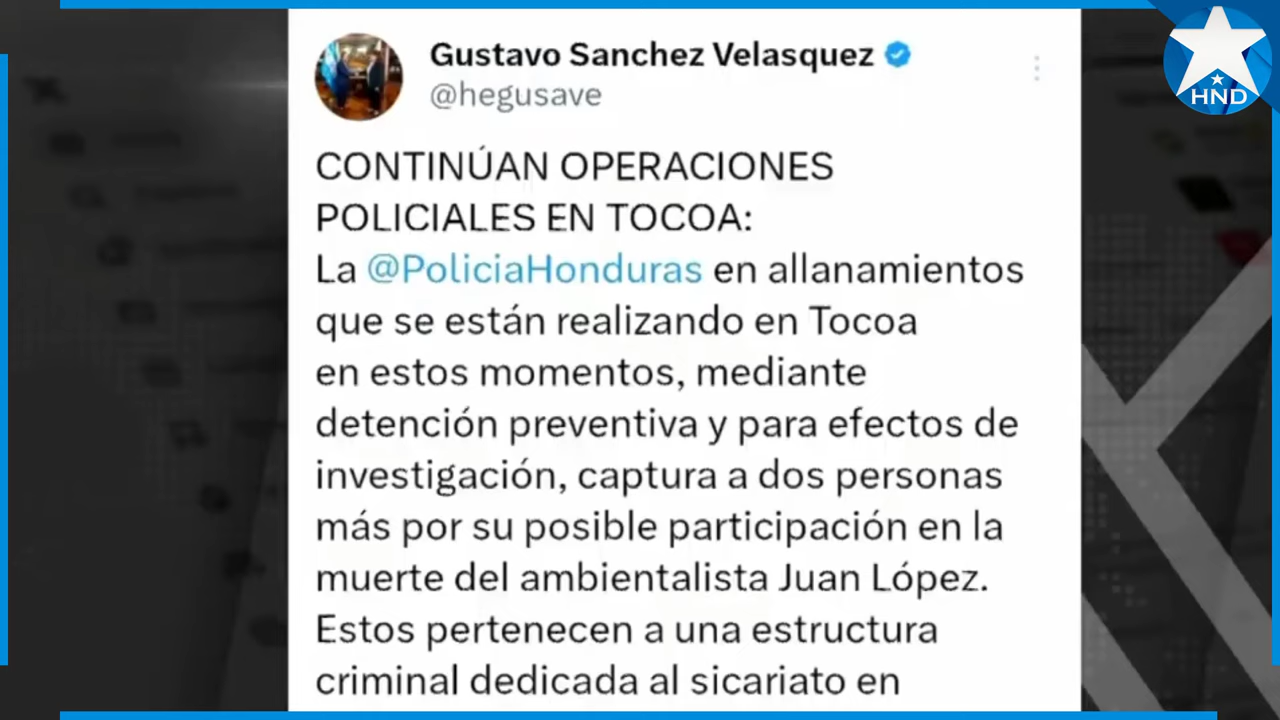 Gustavo Sanchez Velasquez
@hegusave
CONTINÚAN OPERACIONES
POLICIALES EN TOCOA:
La @PoliciaHonduras en allanamientos
que se están realizando en Tocoa
en estos momentos, mediante
detención preventiva y para efectos de
investigación, captura a dos personas
más por su posible participación en la
muerte del ambientalista Juan López.
Estos pertenecen a una estructura
criminal dedicada al sicariato en
HND